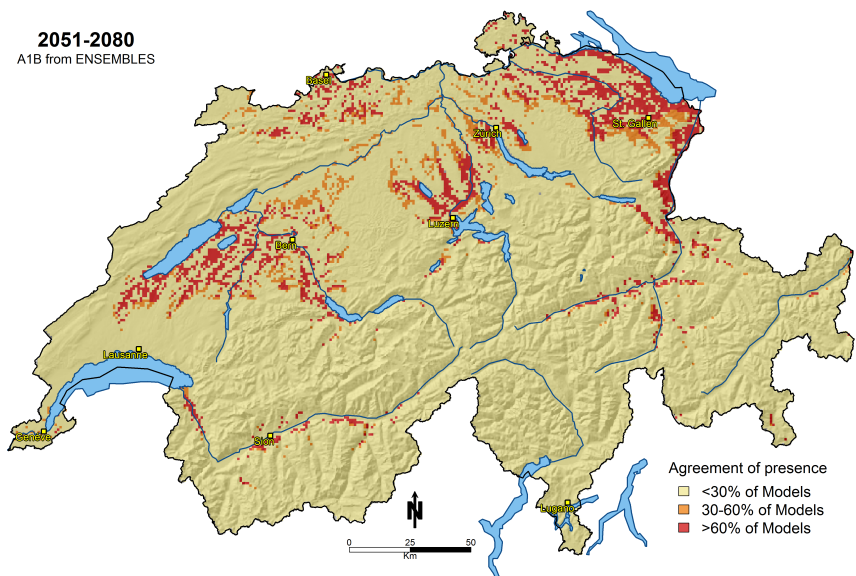 2051-2080
A1B from ENSEMBLES
Basel
Zürich
St. Gallen
Luzern
Bern
Lausanne
Genève
Sion
Lugano
N
0 25 50
Km
Agreement of presence
<30% of Models
30-60% of Models
>60% of Models